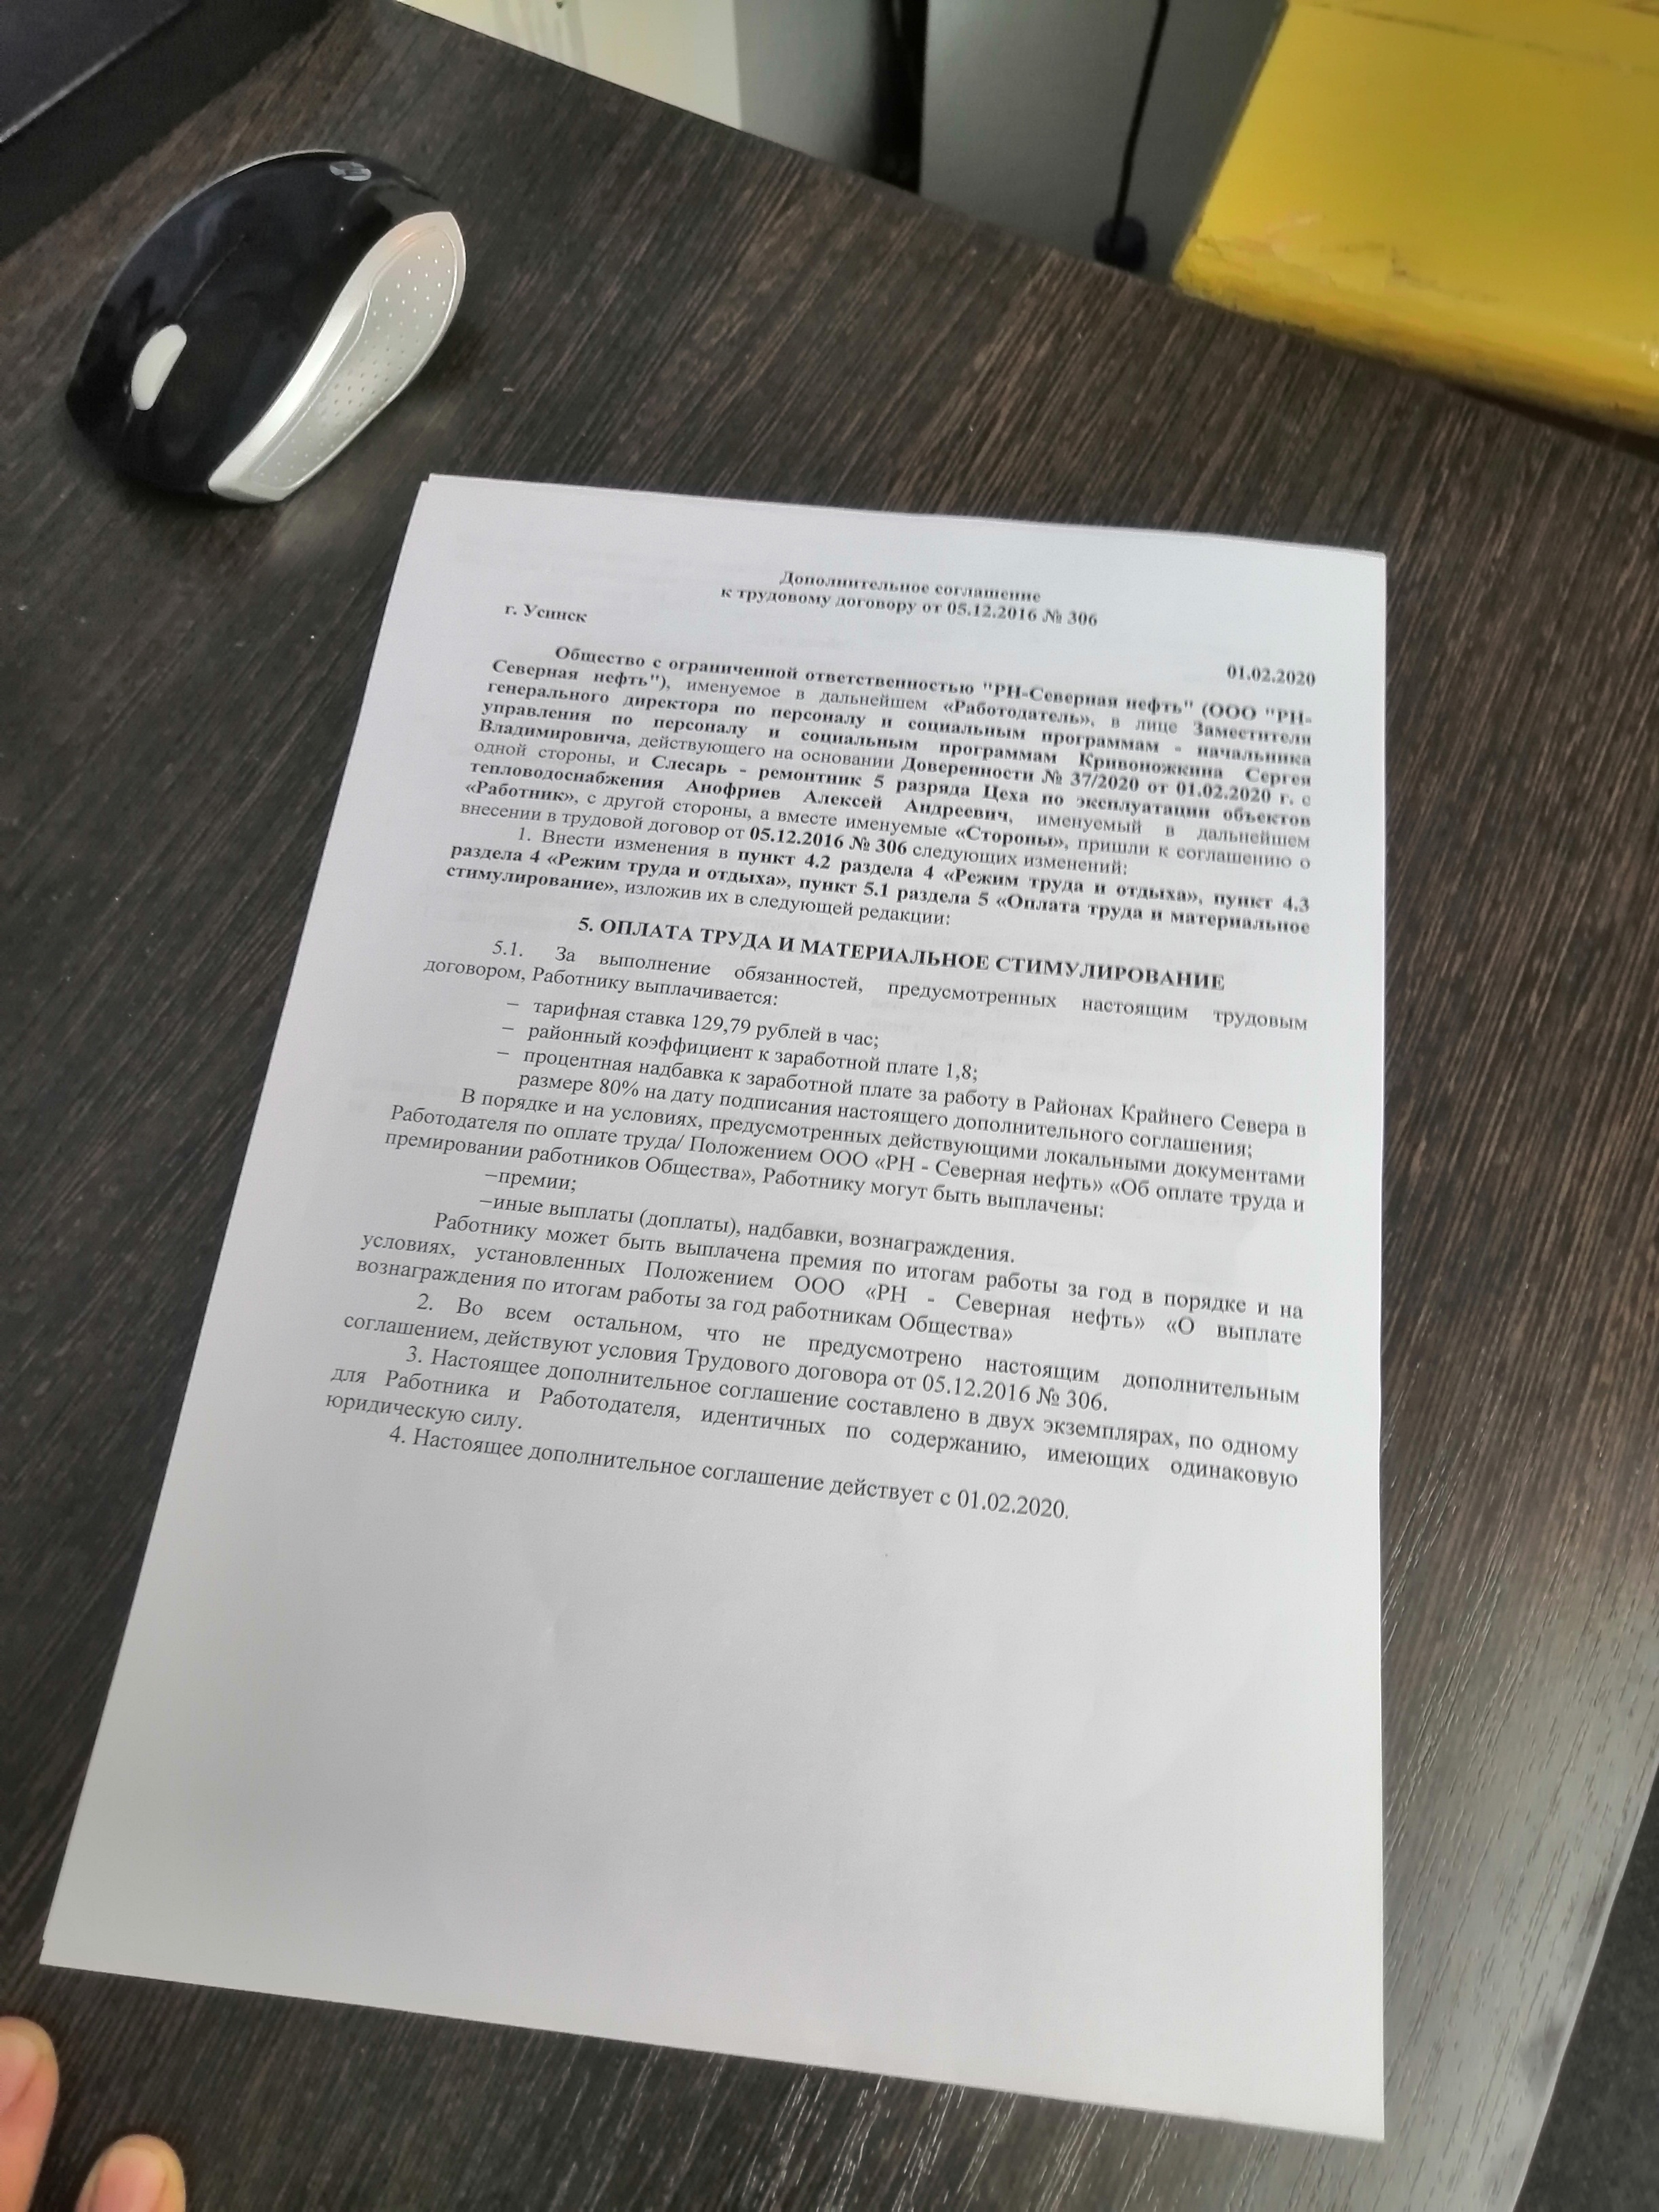 Дополнительное соглашение
к трудовому договору от 05.12.2016 № 306
г. Усинск
01.02.2020
Общество с ограниченной ответственностью "РН-Северная нефть" (ООО "РН-
Северная нефть"), именуемое в дальнейшем «Работодатель», в лице Заместителя
генерального директора по персоналу и социальным программам - начальника
управления по персоналу и социальным программам Кривоножкина Сергея
Владимировича, действующего на основании Доверенности № 37/2020 от 01.02.2020 г. с
одной стороны, и Слесарь - ремонтник 5 разряда Цеха по эксплуатации объектов
тепловодоснабжения Анофриев Алексей Андреевич, именуемый в дальнейшем
«Работник», с другой стороны, а вместе именуемые «Стороны», пришли к соглашению о
внесении в трудовой договор от 05.12.2016 № 306 следующих изменений:
1. Внести изменения в пункт 4.2 раздела 4 «Режим труда и отдыха», пункт 4.3
раздела 4 «Режим труда и отдыха», пункт 5.1 раздела 5 «Оплата труда и материальное
стимулирование», изложив их в следующей редакции:
5. ОПЛАТА ТРУДА И МАТЕРИАЛЬНОЕ СТИМУЛИРОВАНИЕ
5.1. За выполнение обязанностей, предусмотренных настоящим трудовым
договором, Работнику выплачивается:
– тарифная ставка 129,79 рублей в час;
– районный коэффициент к заработной плате 1,8;
– процентная надбавка к заработной плате за работу в Районах Крайнего Севера в
размере 80% на дату подписания настоящего дополнительного соглашения;
В порядке и на условиях, предусмотренных действующими локальными документами
Работодателя по оплате труда/ Положением ООО «РН - Северная нефть» «Об оплате труда и
премировании работников Общества», Работнику могут быть выплачены:
–премии;
–иные выплаты (доплаты), надбавки, вознаграждения.
Работнику может быть выплачена премия по итогам работы за год в порядке и на
условиях, установленных Положением ООО «РН - Северная нефть» «О выплате
вознаграждения по итогам работы за год работникам Общества»
2. Во всем остальном, что не предусмотрено настоящим дополнительным
соглашением, действуют условия Трудового договора от 05.12.2016 № 306.
3. Настоящее дополнительное соглашение составлено в двух экземплярах, по одному
для Работника и Работодателя, идентичных по содержанию, имеющих одинаковую
юридическую силу.
4. Настоящее дополнительное соглашение действует с 01.02.2020.